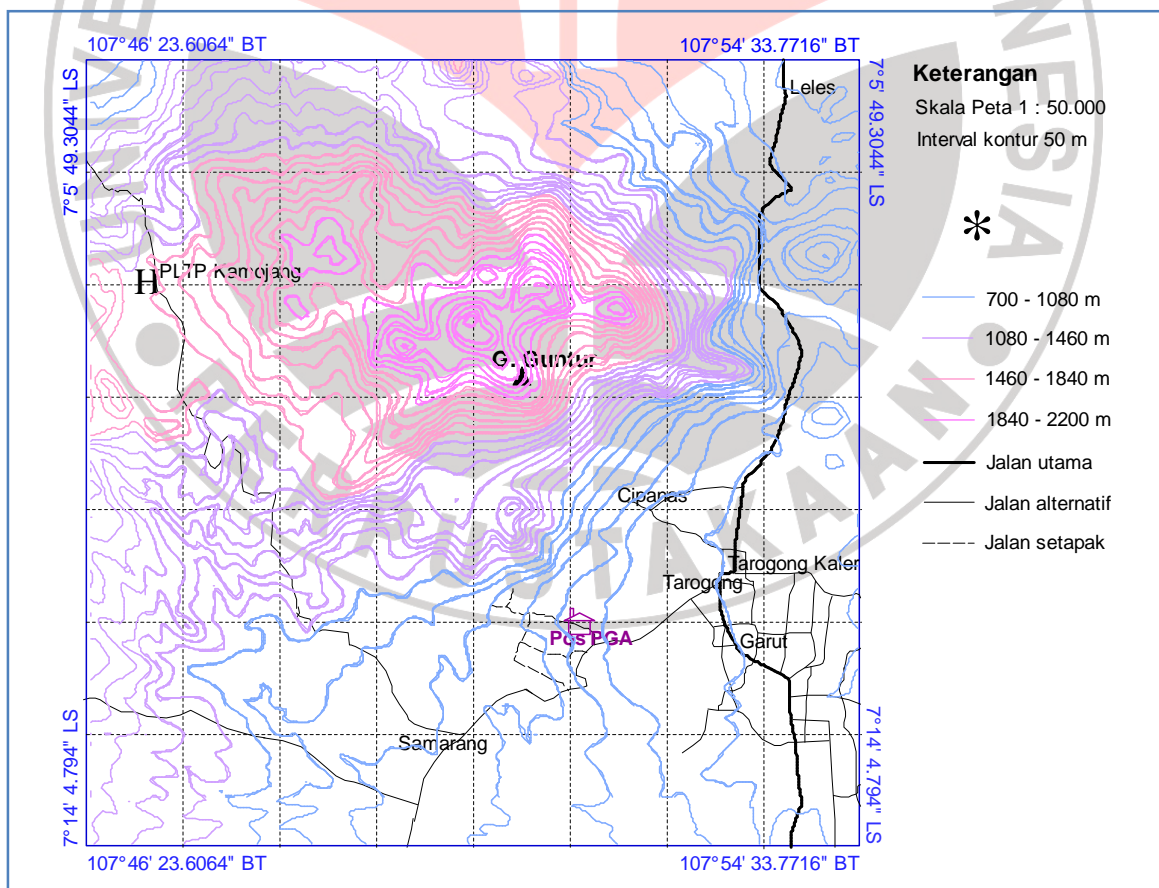 107°46' 23.6064" BT
107°54' 33.7716" BT
7°5' 49.3044" LS
7°5' 49.3044" LS
Leles
PLTP Kamojang
H
G. Guntur
Cipanas
Tarogong Kaler
Tarogong
Pos PGA
Garut
Samarang
7°14' 4.794" LS
7°14' 4.794" LS
107°46' 23.6064" BT
107°54' 33.7716" BT
Keterangan
Skala Peta 1 : 50.000
Interval kontur 50 m
*
700 - 1080 m
1080 - 1460 m
1460 - 1840 m
1840 - 2200 m
Jalan utama
Jalan alternatif
Jalan setapak
NESIA
PERPUSTAKAAN